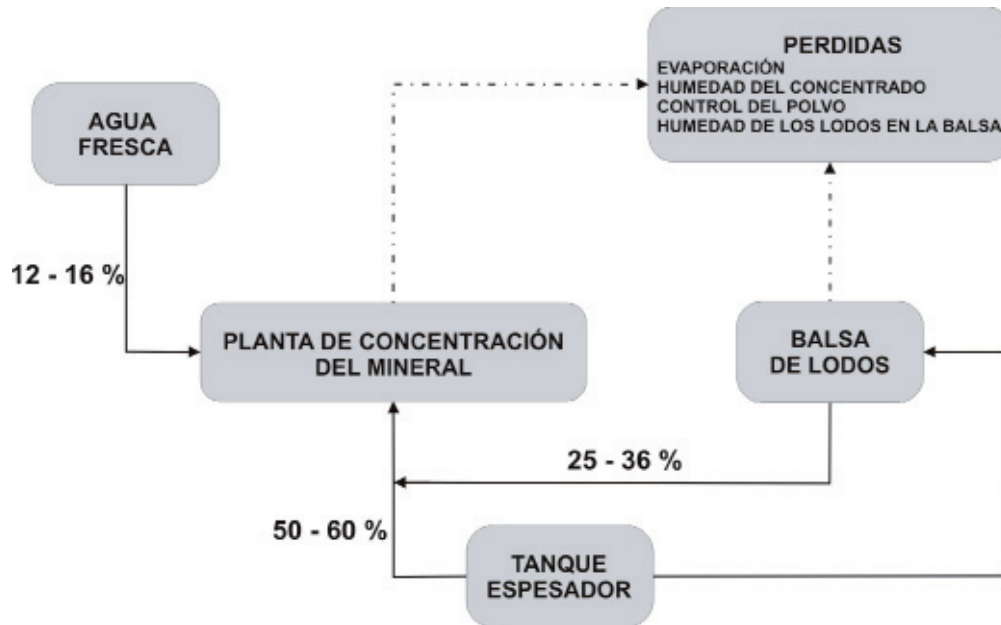 PERDIDAS
EVAPORACIÓN
HUMEDAD DEL CONCENTRADO
CONTROL DEL POLVO
HUMEDAD DE LOS LODOS EN LA BALSA
AGUA
FRESCA
12 - 16 %
PLANTA DE CONCENTRACIÓN
DEL MINERAL
BALSA
DE LODOS
25 - 36 %
50 - 60 %
TANQUE
ESPESADOR